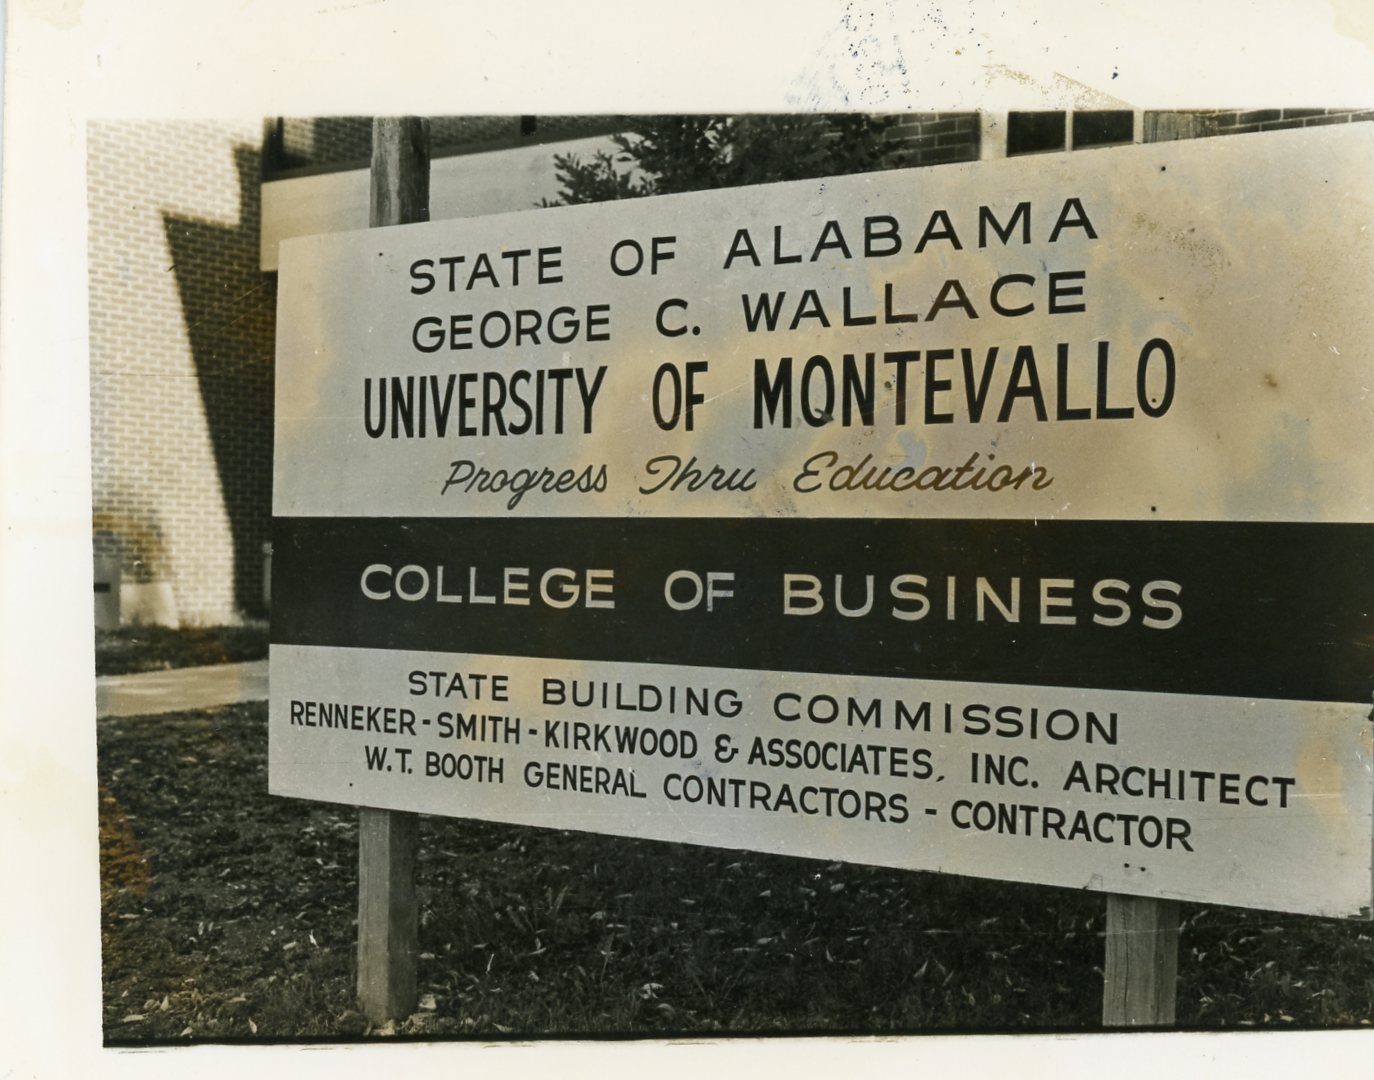 STATE OF ALABAMA
GEORGE C. WALLACE
UNIVERSITY OF MONTEVALLO
Progress Thru Education
COLLEGE OF BUSINESS
STATE BUILDING COMMISSION
RENNEKER-SMITH-KIRKWOOD & ASSOCIATES, INC. ARCHITECT
W.T. BOOTH GENERAL CONTRACTORS - CONTRACTOR